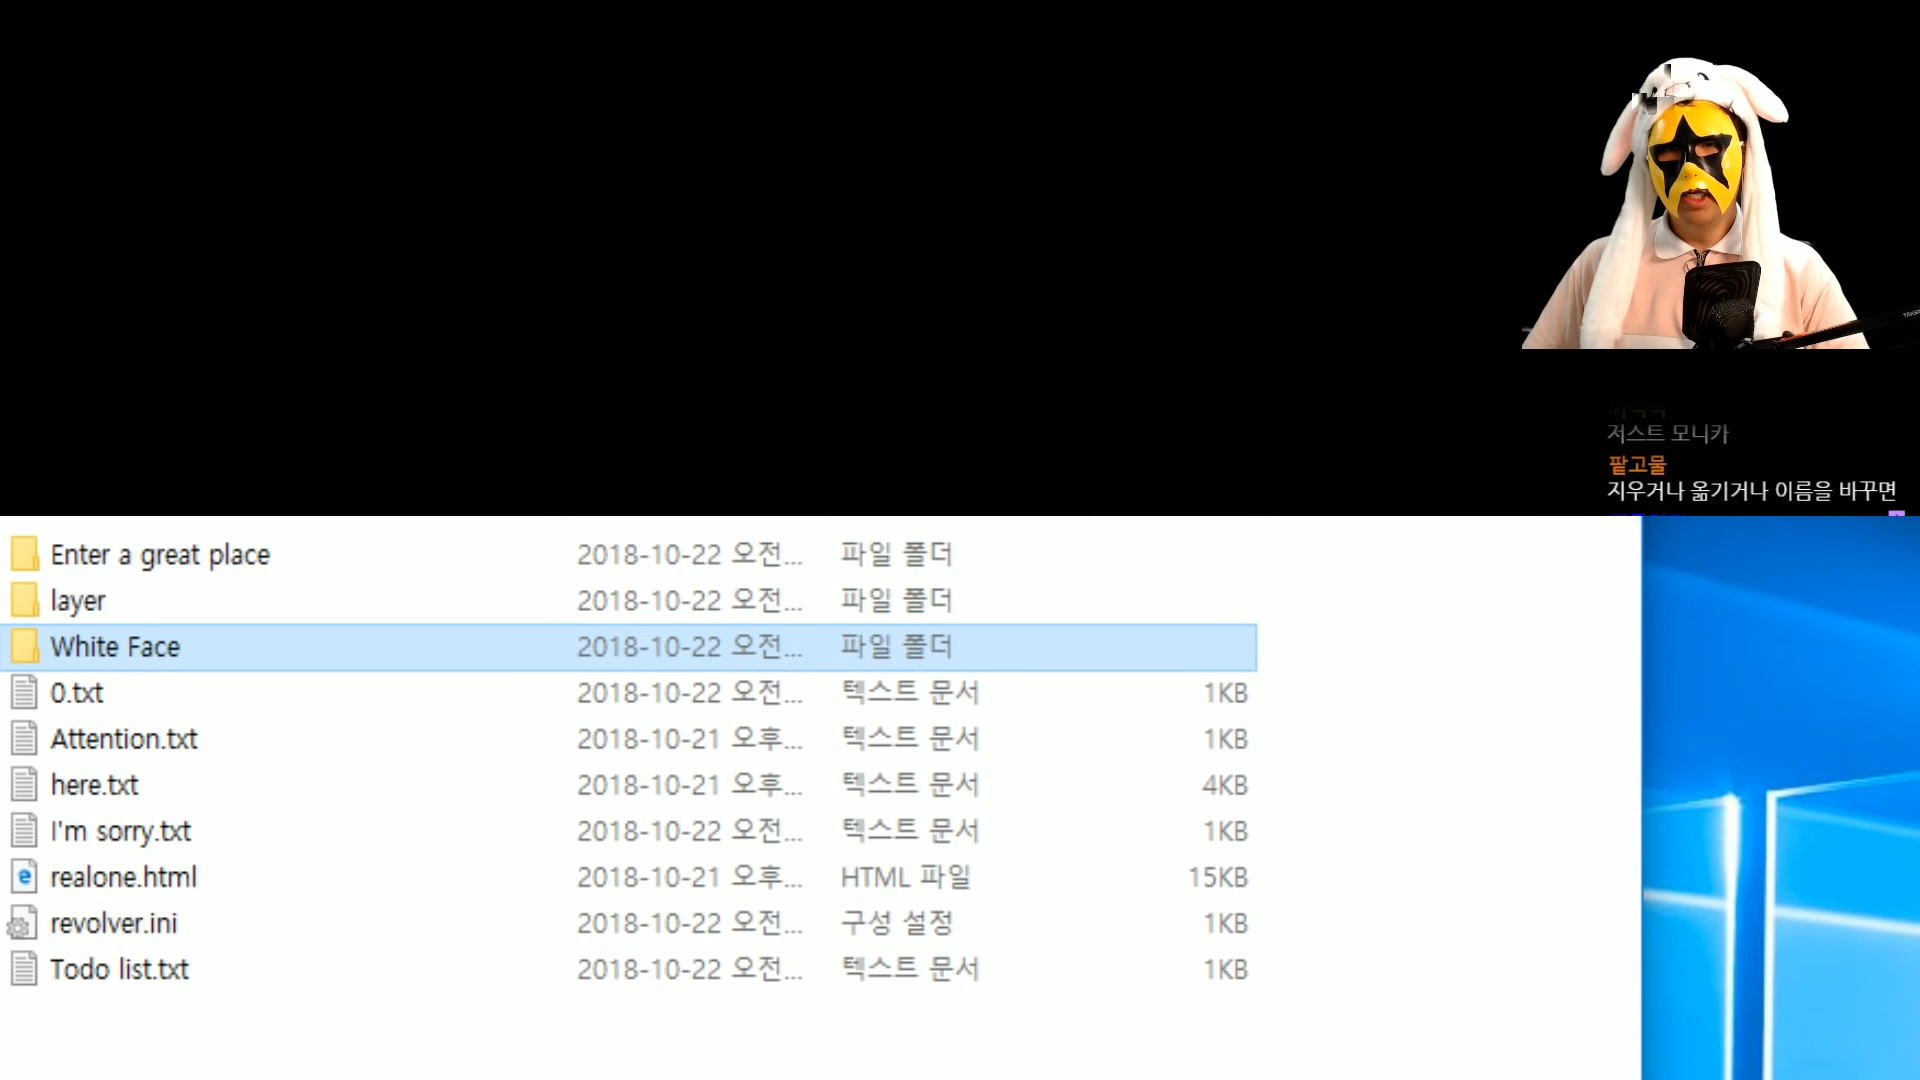 저스트 모니카
팥고물
지우거나 옮기거나 이름을 바꾸면
Enter a great place 2018-10-22 오전... 파일 폴더
layer 2018-10-22 오전... 파일 폴더
White Face 2018-10-22 오전... 파일 폴더
0.txt 2018-10-22 오전... 텍스트 문서 1KB
Attention.txt 2018-10-21 오후... 텍스트 문서 1KB
here.txt 2018-10-21 오후... 텍스트 문서 4KB
I'm sorry.txt 2018-10-22 오전... 텍스트 문서 1KB
realone.html 2018-10-21 오후... HTML 파일 15KB
revolver.ini 2018-10-22 오전... 구성 설정 1KB
Todo list.txt 2018-10-22 오전... 텍스트 문서 1KB